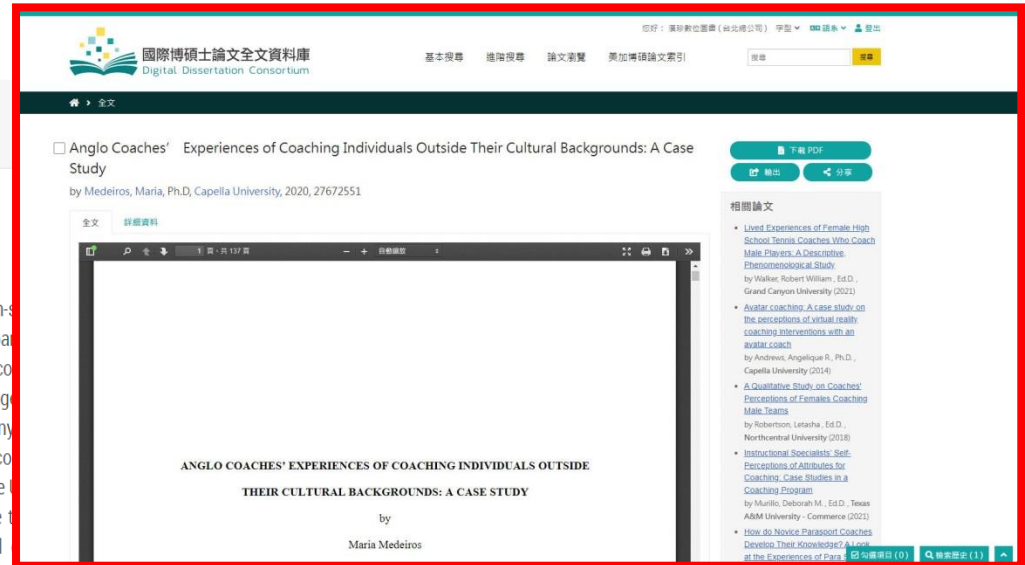 您好： 漢珍數位圖書 (台北總公司) 字型 語系 登出
國際博碩士論文全文資料庫
Digital Dissertation Consortium
基本搜尋 進階搜尋 論文瀏覽 美加博碩論文索引
搜尋 搜尋
全文
Anglo Coaches' Experiences of Coaching Individuals Outside Their Cultural Backgrounds: A Case
Study
by Medeiros, Maria, Ph.D, Capella University, 2020, 27672551
全文 詳細資料
1 頁，共 137 頁 自動縮放
ANGLO COACHES' EXPERIENCES OF COACHING INDIVIDUALS OUTSIDE
THEIR CULTURAL BACKGROUNDS: A CASE STUDY
by
Maria Medeiros
下載 PDF
輸出 分享
相關論文
Lived Experiences of Female High
School Tennis Coaches Who Coach
Male Players: A Descriptive,
Phenomenological Study
by Walker, Robert William , Ed.D. ,
Grand Canyon University (2021)
Avatar coaching: A case study on
the perceptions of virtual reality
coaching interventions with an
avatar coach
by Andrews, Angelique R., Ph.D. ,
Capella University (2014)
A Qualitative Study on Coaches'
Perceptions of Females Coaching
Male Teams
by Robertson, Letasha , Ed.D. ,
Northcentral University (2018)
Instructional Specialists' Self-
Perceptions of Attributes for
Coaching: Case Studies in a
Coaching Program
by Murillo, Deborah M., Ed.D., Texas
A&M University - Commerce (2021)
How do Novice Parasport Coaches
Develop Their Knowledge? A Look
at the Experiences of Para
勾選項目 (0) 檢索歷史 (1)